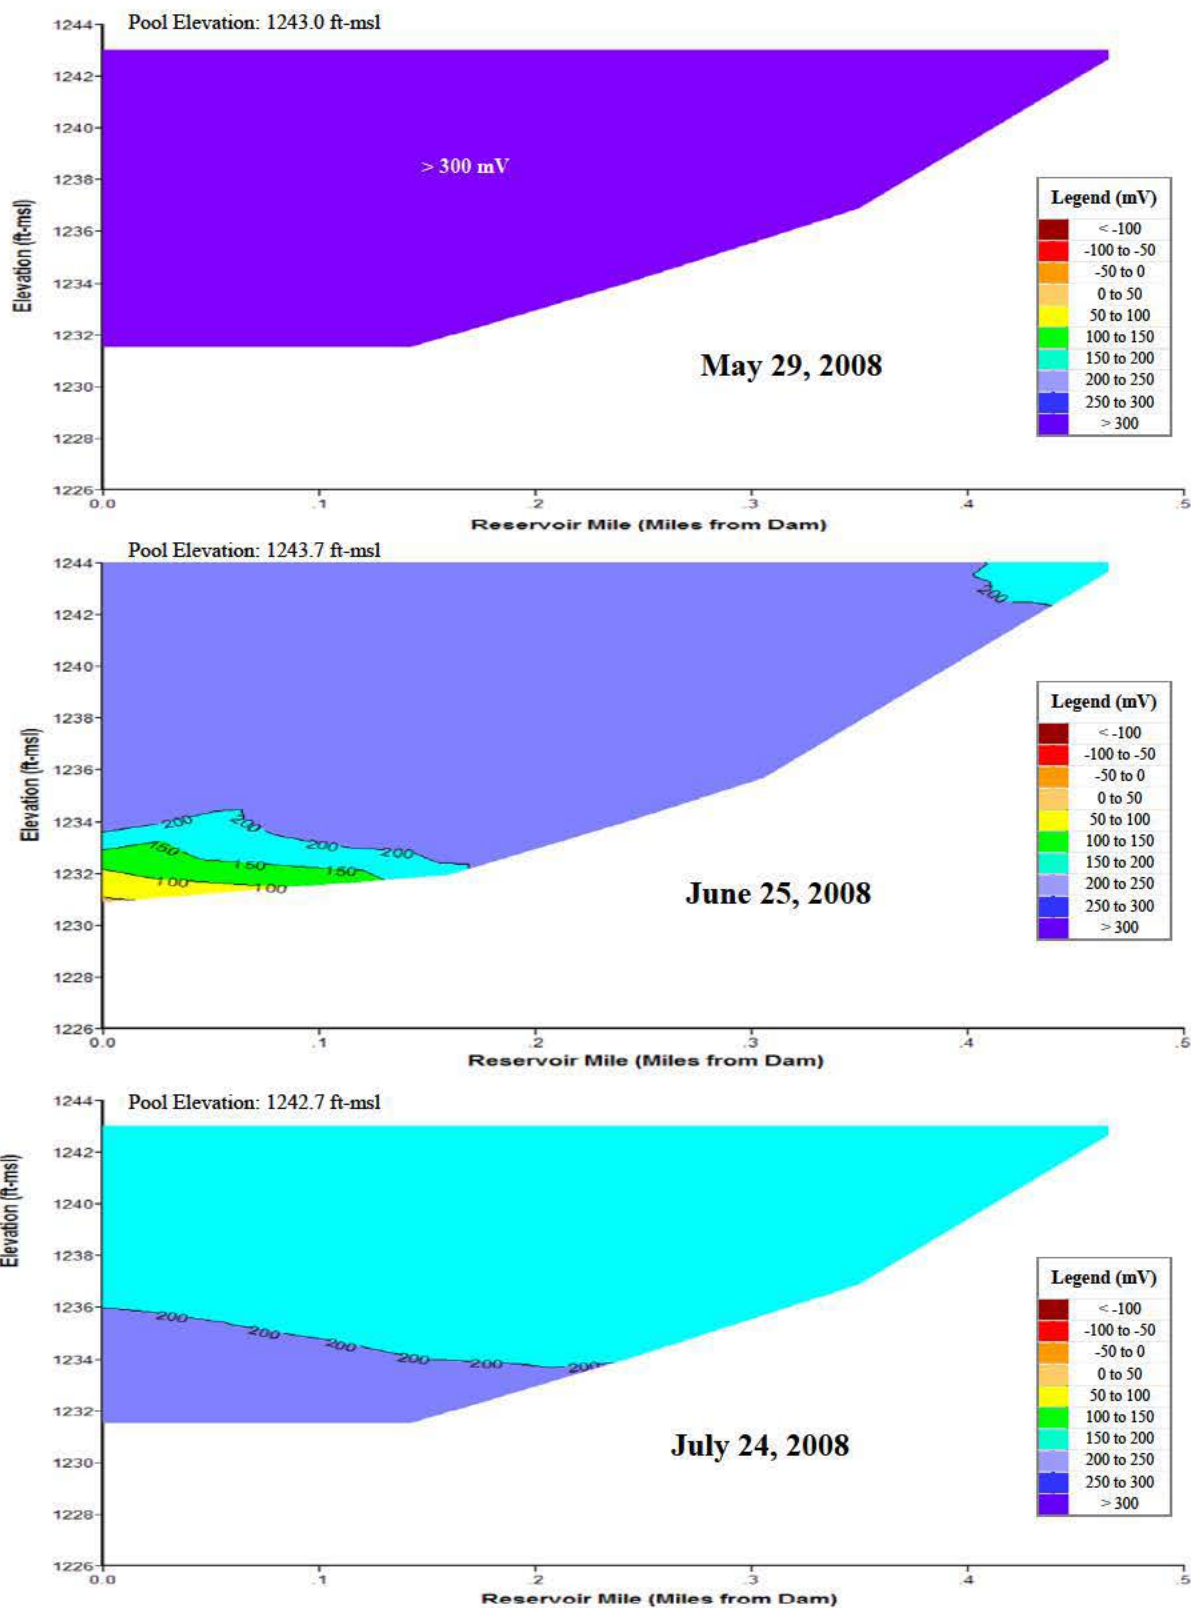 Pool Elevation: 1243.0 ft-msl
1244
1242
1240
1238
1236
1234
1232
1230
1228
1226
Elevation (ft-msl)
> 300 mV
May 29, 2008
Legend (mV)
< -100
-100 to -50
-50 to 0
0 to 50
50 to 100
100 to 150
150 to 200
200 to 250
250 to 300
> 300
0.0 .1 .2 .3 .4 .5
Reservoir Mile (Miles from Dam)
Pool Elevation: 1243.7 ft-msl
1244
1242
1240
1238
1236
1234
1232
1230
1228
1226
Elevation (ft-msl)
200
200 200 200 200
150 150 150
100 100
June 25, 2008
Legend (mV)
< -100
-100 to -50
-50 to 0
0 to 50
50 to 100
100 to 150
150 to 200
200 to 250
250 to 300
> 300
0.0 .1 .2 .3 .4 .5
Reservoir Mile (Miles from Dam)
Pool Elevation: 1242.7 ft-msl
1244
1242
1240
1238
1236
1234
1232
1230
1228
1226
Elevation (ft-msl)
200 200 200 200 200 200
July 24, 2008
Legend (mV)
< -100
-100 to -50
-50 to 0
0 to 50
50 to 100
100 to 150
150 to 200
200 to 250
250 to 300
> 300
0.0 .1 .2 .3 .4 .5
Reservoir Mile (Miles from Dam)